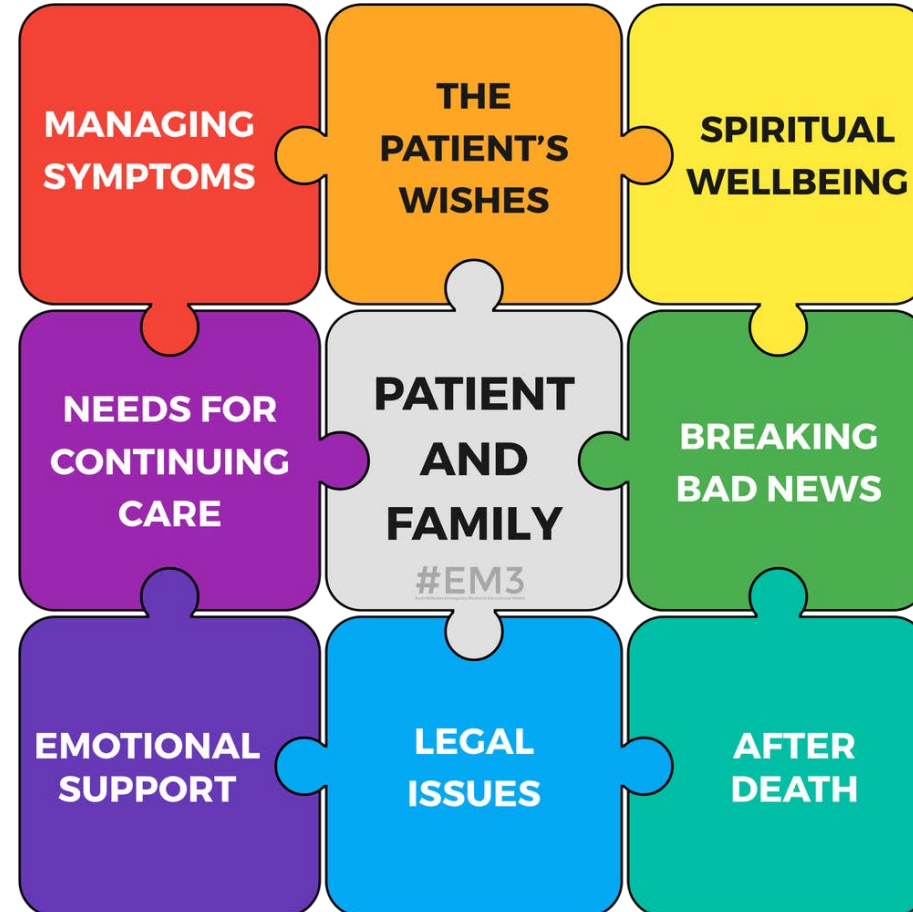 MANAGING
SYMPTOMS
THE
PATIENT'S
WISHES
SPIRITUAL
WELLBEING
NEEDS FOR
CONTINUING
CARE
PATIENT
AND
FAMILY
#EM3
BREAKING
BAD NEWS
EMOTIONAL
SUPPORT
LEGAL
ISSUES
AFTER
DEATH